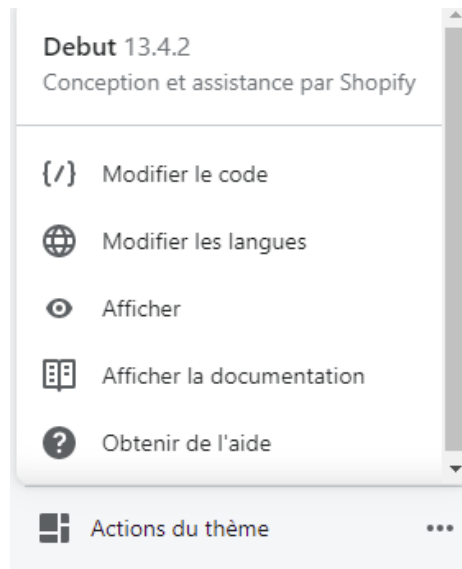 Debut 13.4.2
Conception et assistance par Shopify
{/} Modifier le code
Modifier les langues
Afficher
Afficher la documentation
? Obtenir de l'aide
Actions du thème ...